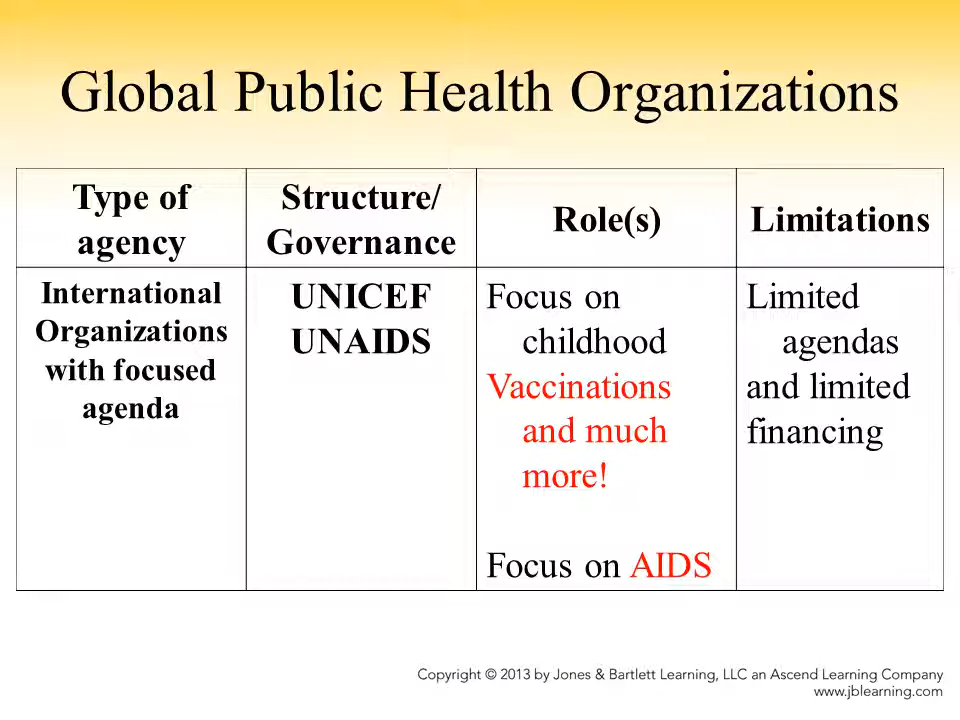 Global Public Health Organizations
Type of
agency
Structure/
Governance
Role(s)
Limitations
International
Organizations
with focused
agenda
UNICEF
UNAIDS
Focus on
childhood
Vaccinations
and much
more!
Focus on AIDS
Limited
agendas
and limited
financing
Copyright © 2013 by Jones & Bartlett Learning, LLC an Ascend Learning Company
www.jblearning.com